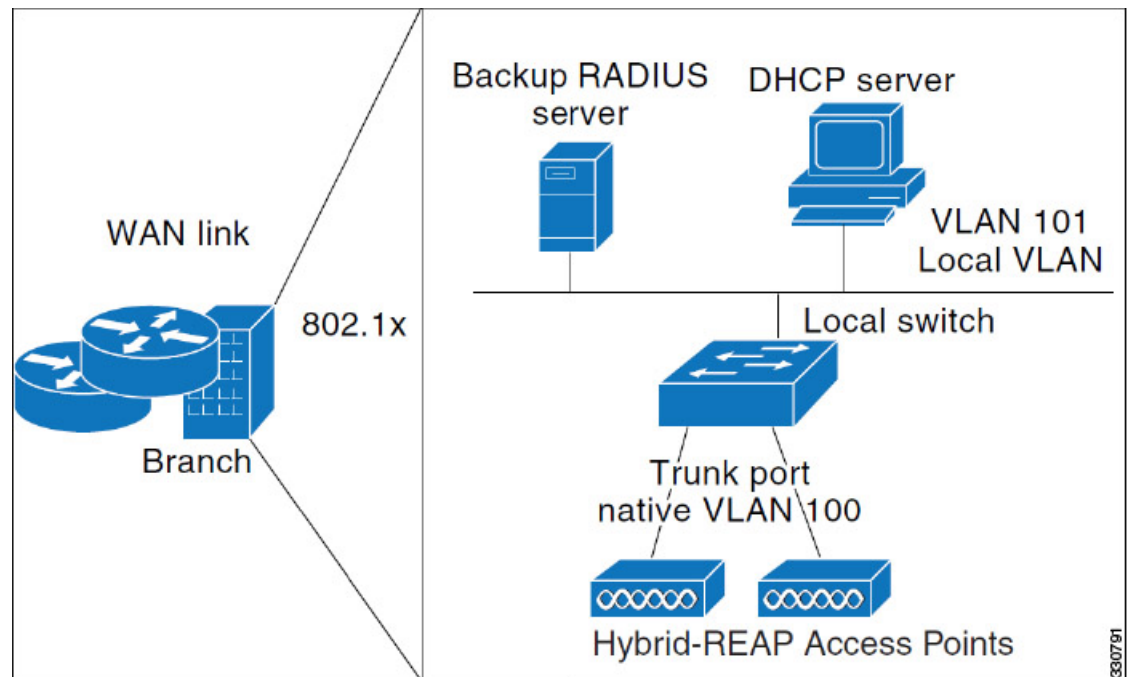 WAN link
802.1x
Branch
Backup RADIUS
server
DHCP server
VLAN 101
Local VLAN
Local switch
Trunk port
native VLAN 100
Hybrid-REAP Access Points
330791